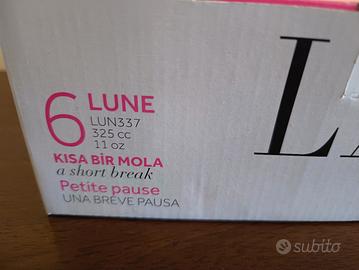 6 LUNE
LUN337
325 cc
11 oz
KISA BİR MOLA
a short break
Petite pause
UNA BREVE PAUSA
subito